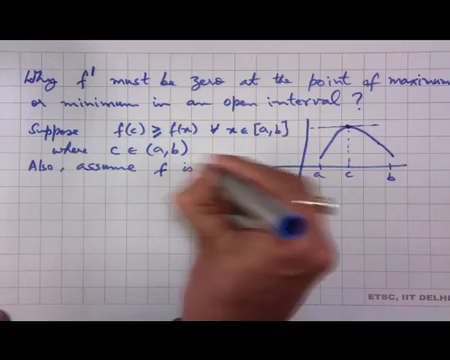 Why f' must be zero at the point of maximum
or minimum in an open interval ?
Suppose f(c) ⩾ f(x) ∀ x ∈ [a,b]
where c ∈ (a,b)
Also, assume f is
a c b
ETSC, IIT DELHI